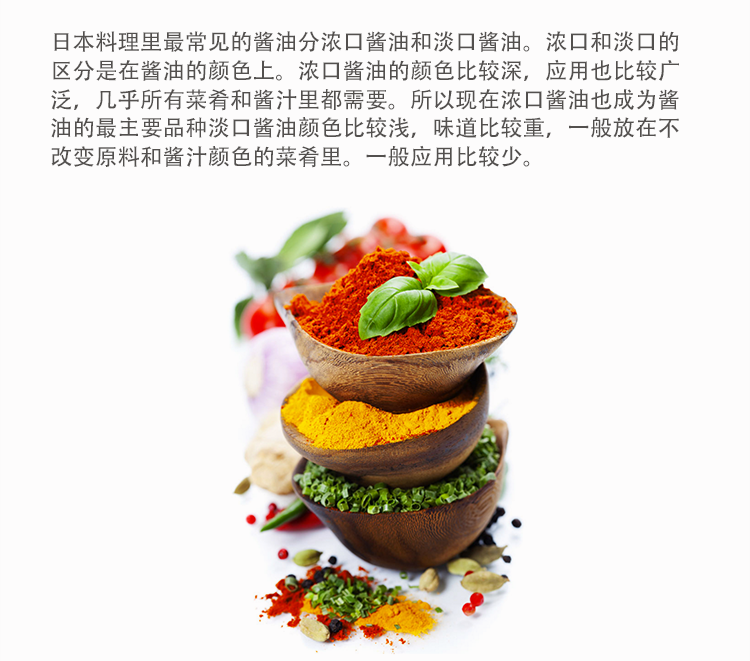 日本料理里最常见的酱油分浓口酱油和淡口酱油。浓口和淡口的
区分是在酱油的颜色上。浓口酱油的颜色比较深，应用也比较广
泛，几乎所有菜肴和酱汁里都需要。所以现在浓口酱油也成为酱
油的最主要品种淡口酱油颜色比较浅，味道比较重，一般放在不
改变原料和酱汁颜色的菜肴里。一般应用比较少。